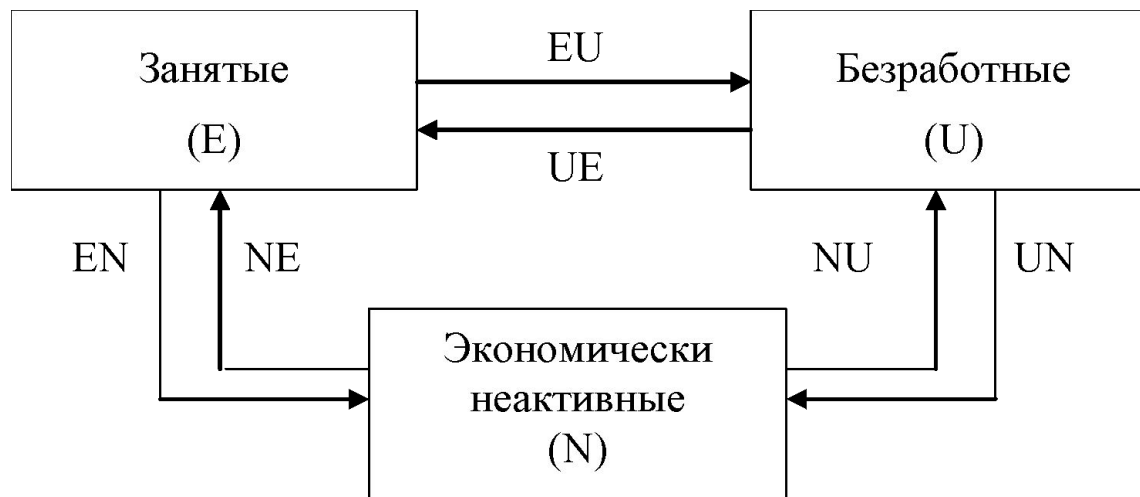 Занятые
(E)
EU
UE
Безработные
(U)
EN
NE
NU
UN
Экономически
неактивные
(N)